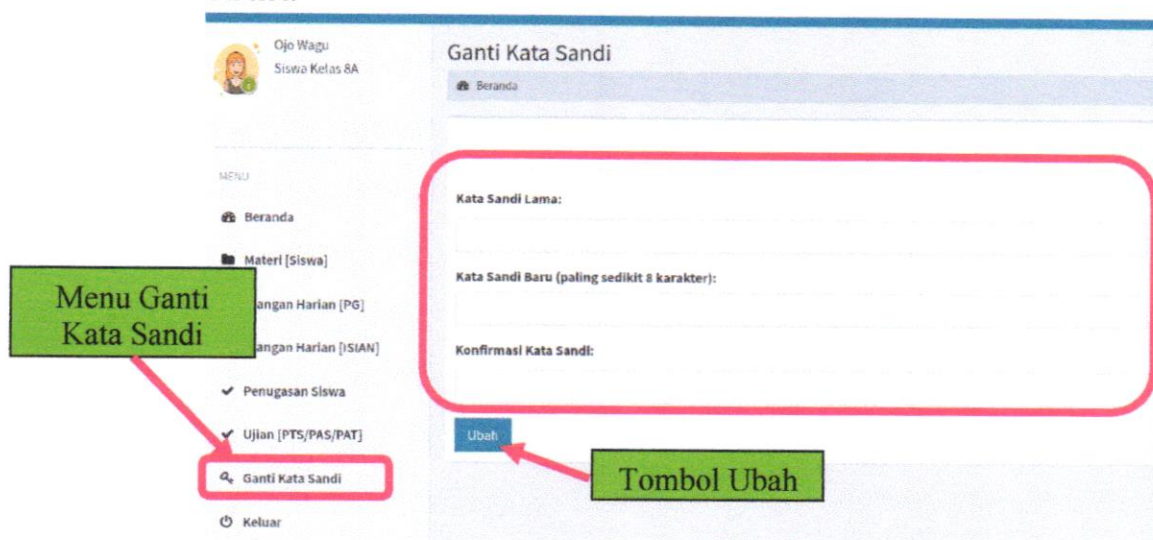 Ojo Wagu
Siswa Kelas 8A
Ganti Kata Sandi
Beranda
MENU
Beranda
Materi [Siswa]
angan Harian [PG]
angan Harian [ISIAN]
Penugasan Siswa
Ujian [PTS/PAS/PAT]
Ganti Kata Sandi
Keluar
Menu Ganti
Kata Sandi
Kata Sandi Lama:
Kata Sandi Baru (paling sedikit 8 karakter):
Konfirmasi Kata Sandi:
Ubah
Tombol Ubah